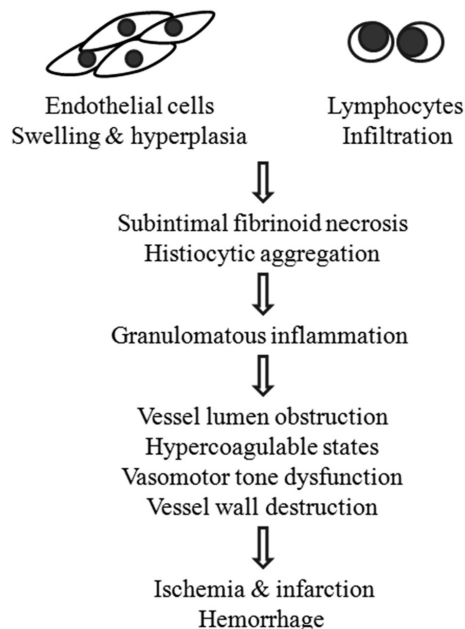 Endothelial cells
Swelling & hyperplasia
Lymphocytes
Infiltration
Subintimal fibrinoid necrosis
Histiocytic aggregation
Granulomatous inflammation
Vessel lumen obstruction
Hypercoagulable states
Vasomotor tone dysfunction
Vessel wall destruction
Ischemia & infarction
Hemorrhage